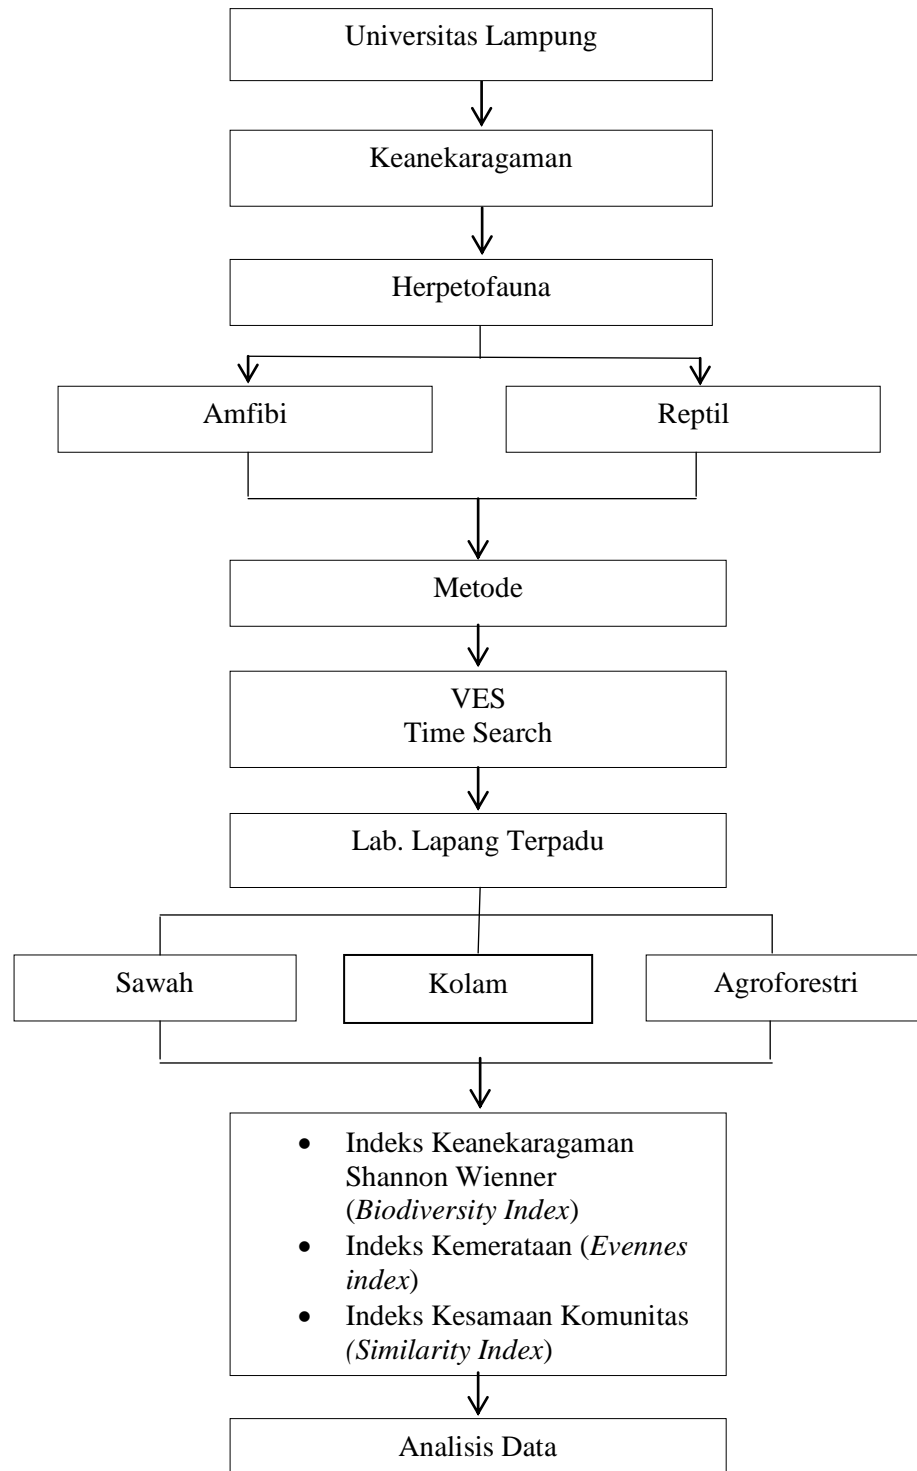 Universitas Lampung
Keanekaragaman
Herpetofauna
Amfibi
Reptil
Metode
VES
Time Search
Lab. Lapang Terpadu
Sawah
Kolam
Agroforestri
• Indeks Keanekaragaman
Shannon Wienner
(Biodiversity Index)
• Indeks Kemerataan (Evennes
index)
• Indeks Kesamaan Komunitas
(Similarity Index)
Analisis Data